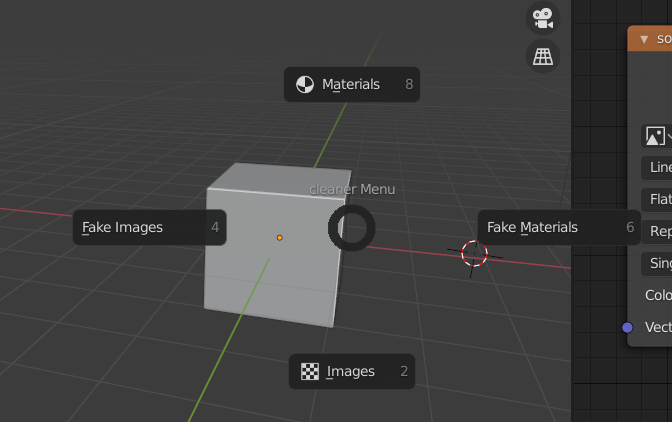 so
Materials 8
cleaner Menu
Fake Images 4
Fake Materials 6
Line
Flat
Rep
Sing
Colo
Vect
Images 2